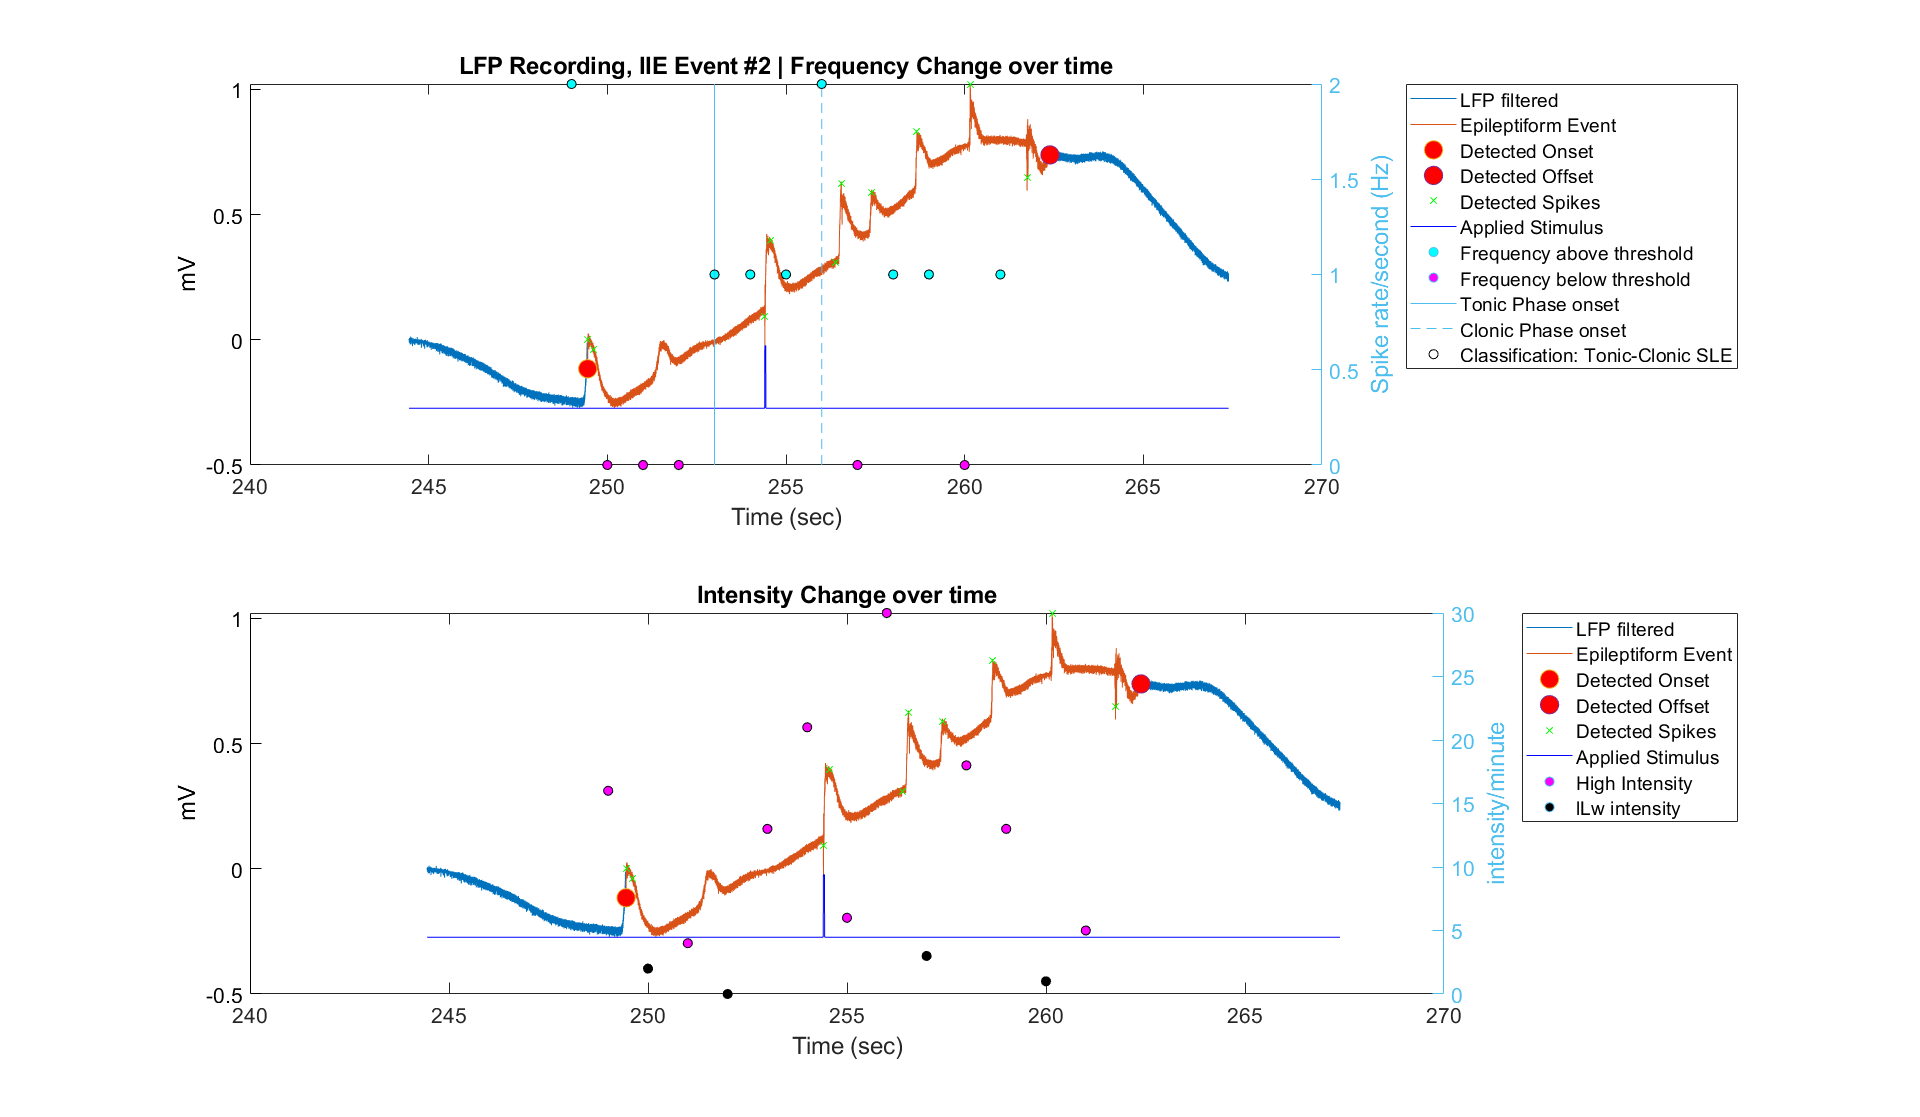 LFP Recording, IIE Event #2 | Frequency Change over time
1
0.5
0
-0.5
mV
240
245
250
255
260
265
270
Time (sec)
2
1.5
1
0.5
0
Spike rate/second (Hz)
LFP filtered
Epileptiform Event
Detected Onset
Detected Offset
Detected Spikes
Applied Stimulus
Frequency above threshold
Frequency below threshold
Tonic Phase onset
Clonic Phase onset
Classification: Tonic-Clonic SLE
Intensity Change over time
1
0.5
0
-0.5
mV
240
245
250
255
260
265
270
Time (sec)
30
25
20
15
10
5
0
intensity/minute
LFP filtered
Epileptiform Event
Detected Onset
Detected Offset
Detected Spikes
Applied Stimulus
High Intensity
lLw intensity